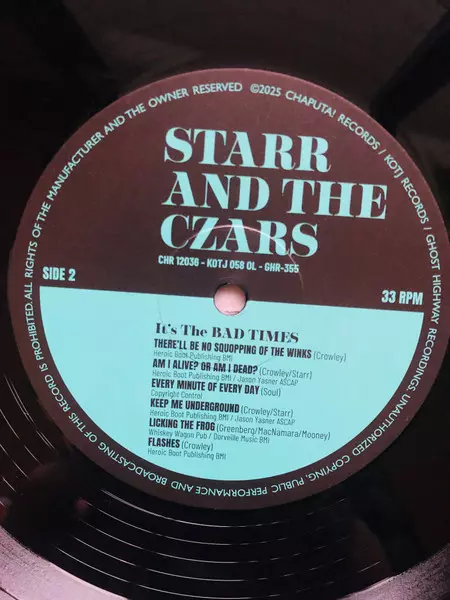 ALL RIGHTS OF THE MANUFACTURER AND THE OWNER RESERVED ©2025 CHAPUTA! RECORDS / KOTJ RECORDS / GHOST HIGHWAY RECORDINGS. UNAUTHORIZED COPYING, PUBLIC PERFORMANCE AND BROADCASTING OF THIS RECORD IS PROHIBITED.
STARR
AND THE
CZARS
CHR 12036 - KOTJ 058 OL - GHR-355
SIDE 2
33 RPM
It's The BAD TIMES
THERE'LL BE NO SQUOPPING OF THE WINKS (Crowley)
Heroic Boot Publishing BMI
AM I ALIVE? OR AM I DEAD? (Crowley/Starr)
Heroic Boot Publishing BMI / Jason Yasner ASCAP
EVERY MINUTE OF EVERY DAY (Soul)
Copyright Control
KEEP ME UNDERGROUND (Crowley/Starr)
Heroic Boot Publishing BMI / Jason Yasner ASCAP
LICKING THE FROG (Greenberg/MacNamara/Mooney)
Whiskey Wagon Pub / Dorveille Music BMI
FLASHES (Crowley)
Heroic Boot Publishing BMI